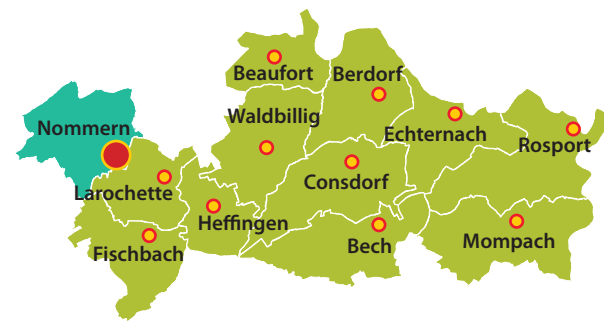 Beaufort
Berdorf
Waldbillig
Nommern
Echternach
Rosport
Consdorf
Larochette
Heffingen
Bech
Mompach
Fischbach